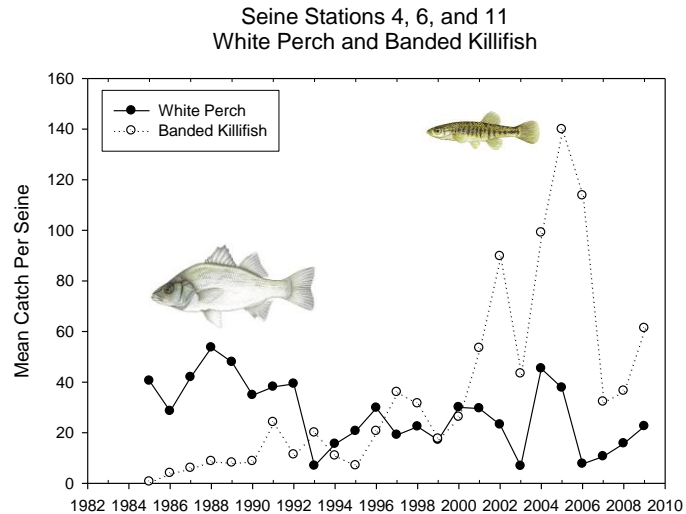 Seine Stations 4, 6, and 11
White Perch and Banded Killifish
160
140
120
100
80
60
40
20
0
Mean Catch Per Seine
White Perch
Banded Killifish
1982 1984 1986 1988 1990 1992 1994 1996 1998 2000 2002 2004 2006 2008 2010